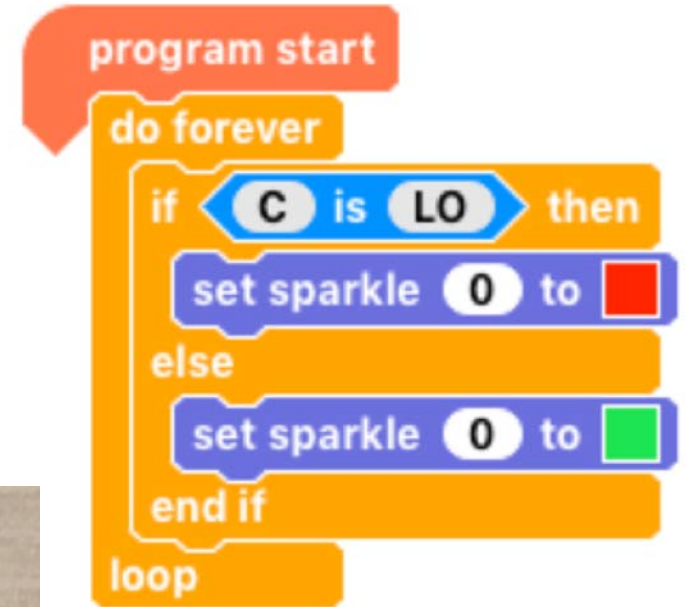 program start
do forever
if C is LO then
set sparkle 0 to
else
set sparkle 0 to
end if
loop